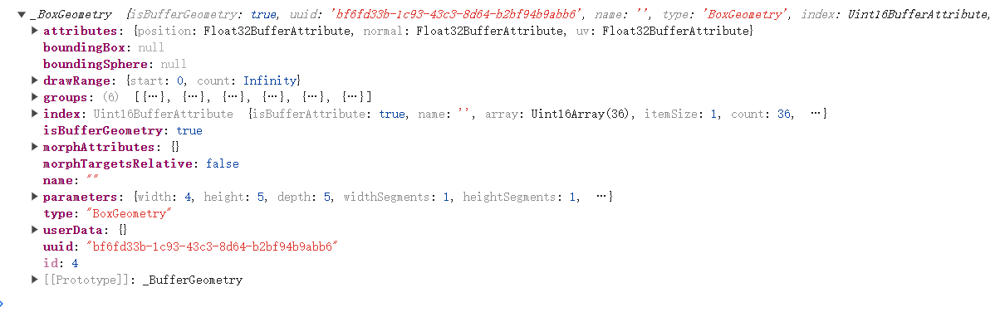 ▼ _BoxGeometry {isBufferGeometry: true, uuid: 'bf6fd33b-1c93-43c3-8d64-b2bf94b9abb6', name: '', type: 'BoxGeometry', index: Uint16BufferAttribute,
▶ attributes: {position: Float32BufferAttribute, normal: Float32BufferAttribute, uv: Float32BufferAttribute}
boundingBox: null
boundingSphere: null
▶ drawRange: {start: 0, count: Infinity}
▶ groups: (6) [{…}, {…}, {…}, {…}, {…}, {…}]
▶ index: Uint16BufferAttribute {isBufferAttribute: true, name: '', array: Uint16Array(36), itemSize: 1, count: 36, …}
isBufferGeometry: true
▶ morphAttributes: {}
morphTargetsRelative: false
name: ""
▶ parameters: {width: 4, height: 5, depth: 5, widthSegments: 1, heightSegments: 1, …}
type: "BoxGeometry"
▶ userData: {}
uuid: "bf6fd33b-1c93-43c3-8d64-b2bf94b9abb6"
id: 4
▶ [[Prototype]]: _BufferGeometry